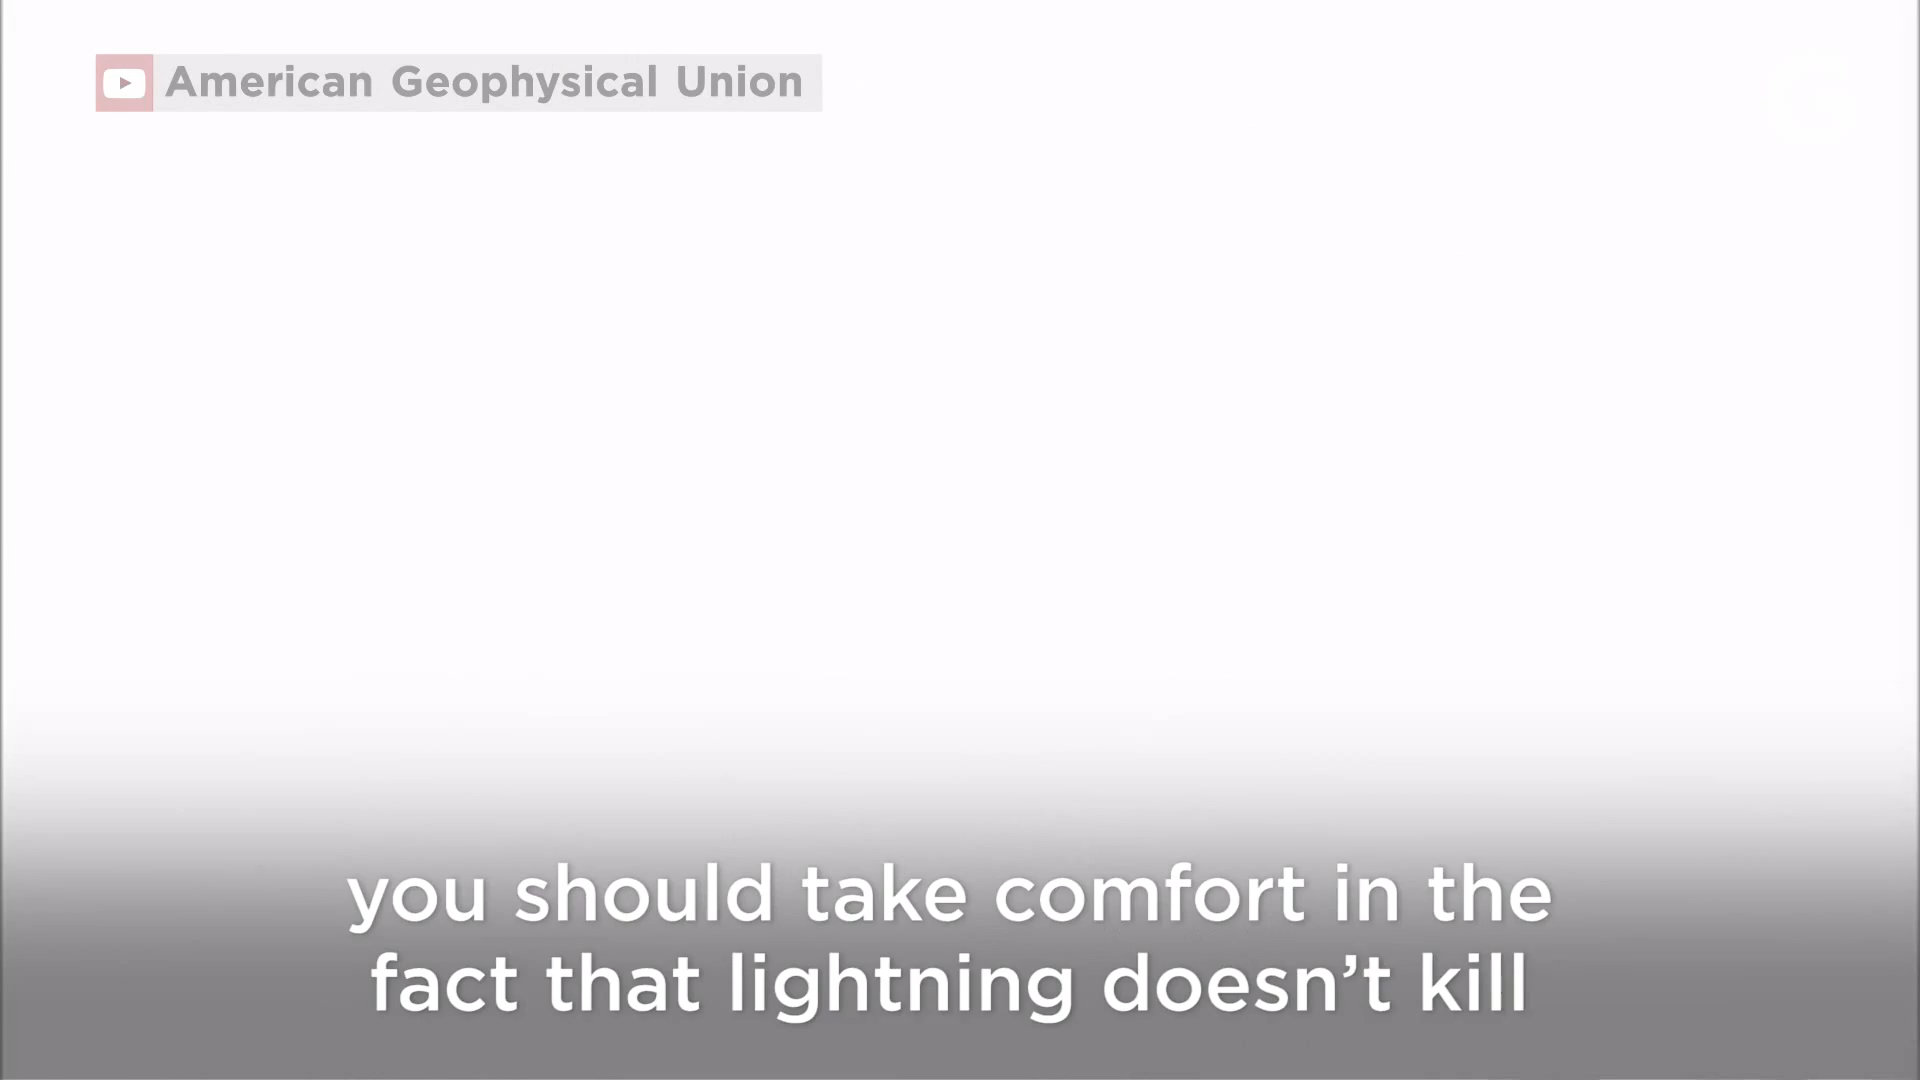 American Geophysical Union
you should take comfort in the
fact that lightning doesn’t kill